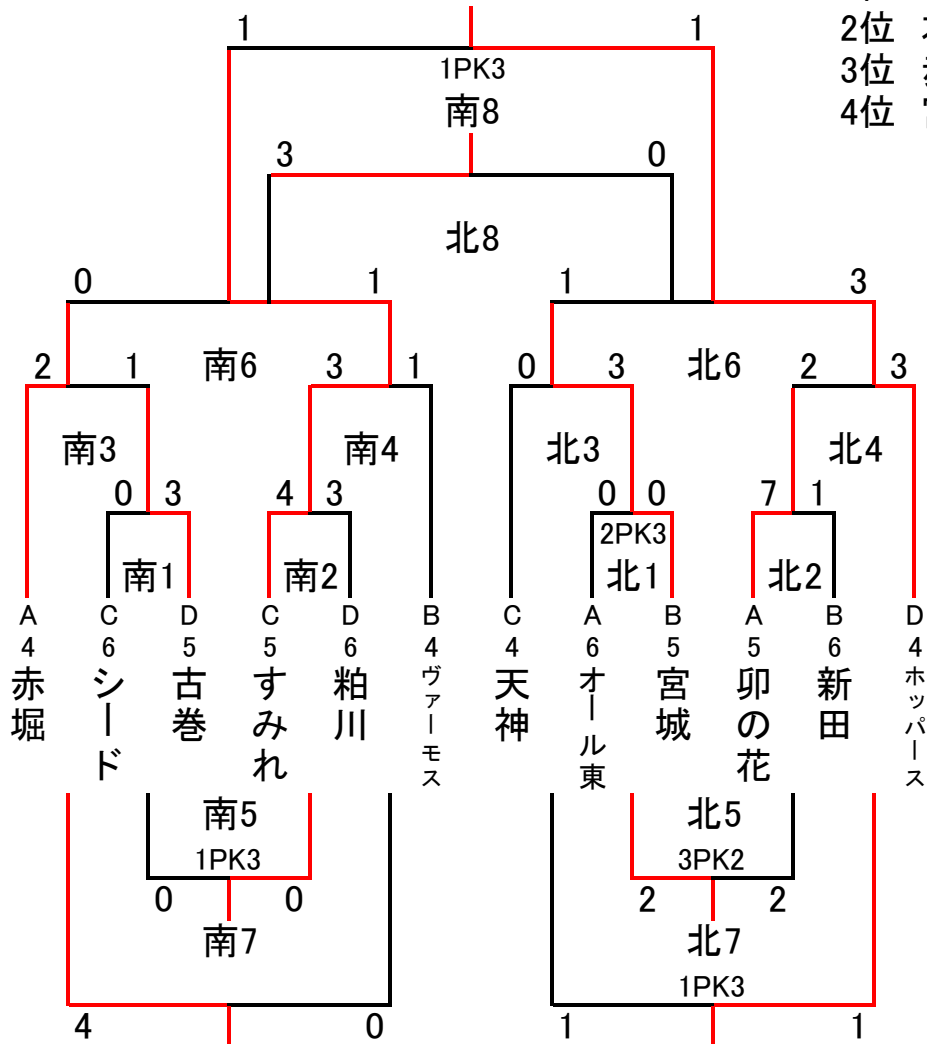 1 1
2位
1PK3
3位
南8
4位
3 0
北8
0 1 1 3
2 1 南6 3 1 0 3 北6 2 3
南3 南4 北3 北4
0 3 4 3 0 0 7 1
2PK3
南1 南2 北1 北2
A C D C D B C A B A B D
4 6 5 5 6 4 4 6 5 5 6 4
赤堀 シード 古巻 すみれ 粕川 ヴァーモス 天神 オール東 宮城 卯の花 新田 ホッパース
南5 北5
1PK3 3PK2
0 0 2 2
南7 北7
1PK3
4 0 1 1